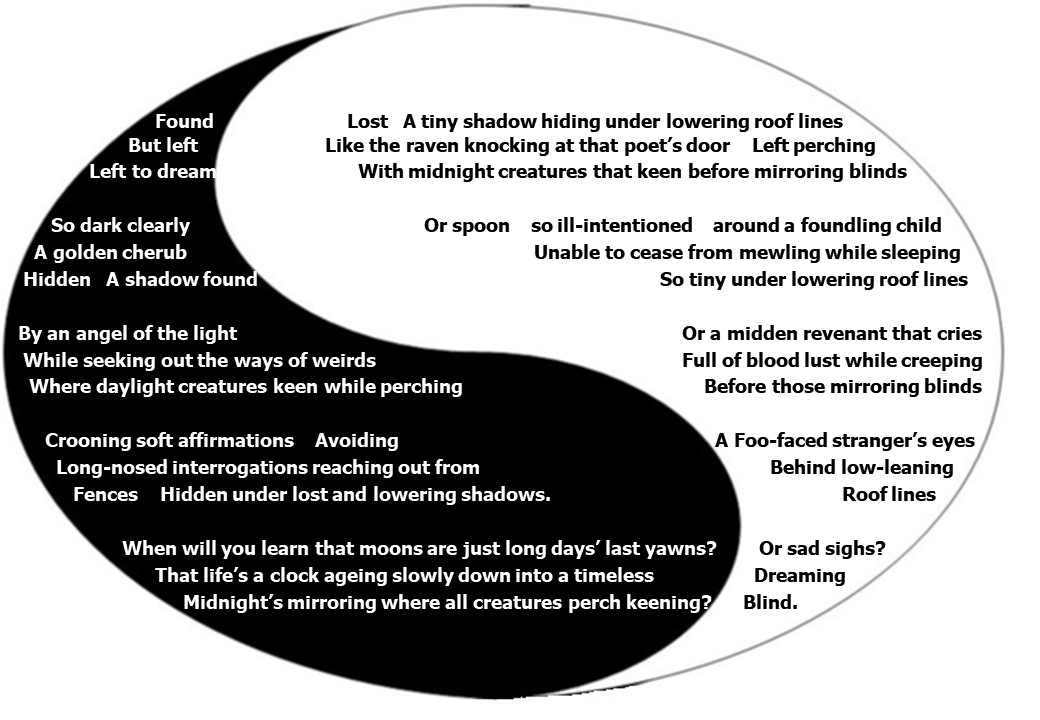 Found Lost A tiny shadow hiding under lowering roof lines
But left Like the raven knocking at that poet's door Left perching
Left to dream With midnight creatures that keen before mirroring blinds
So dark clearly Or spoon so ill-intentioned around a foundling child
A golden cherub Unable to cease from mewling while sleeping
Hidden A shadow found So tiny under lowering roof lines
By an angel of the light Or a midden revenant that cries
While seeking out the ways of weirds Full of blood lust while creeping
Where daylight creatures keen while perching Before those mirroring blinds
Crooning soft affirmations Avoiding A Foo-faced stranger's eyes
Long-nosed interrogations reaching out from Behind low-leaning
Fences Hidden under lost and lowering shadows. Roof lines
When will you learn that moons are just long days' last yawns? Or sad sighs?
That life's a clock ageing slowly down into a timeless Dreaming
Midnight's mirroring where all creatures perch keening? Blind.